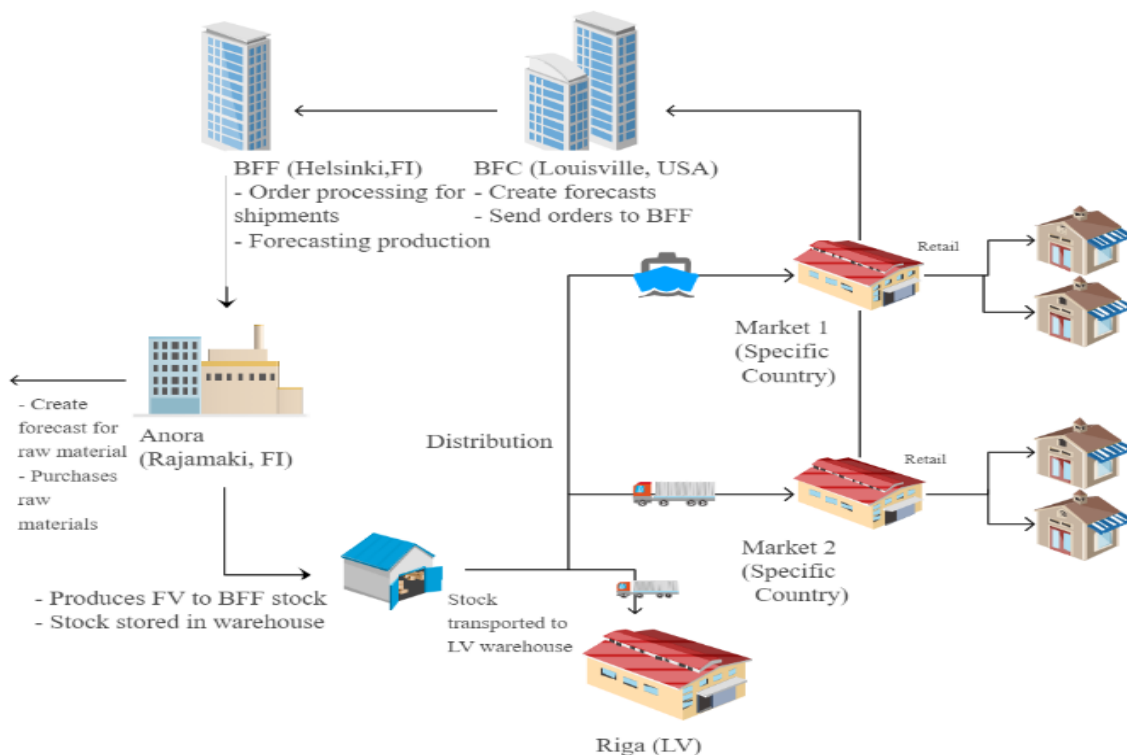 BFF (Helsinki,FI)
- Order processing for
shipments
- Forecasting production
BFC (Louisville, USA)
- Create forecasts
- Send orders to BFF
Retail
Market 1
(Specific
Country)
- Create
forecast for
raw material
- Purchases
raw
materials
Anora
(Rajamaki, FI)
Distribution
Retail
Market 2
(Specific
Country)
- Produces FV to BFF stock
- Stock stored in warehouse
Stock
transported to
LV warehouse
Riga (LV)